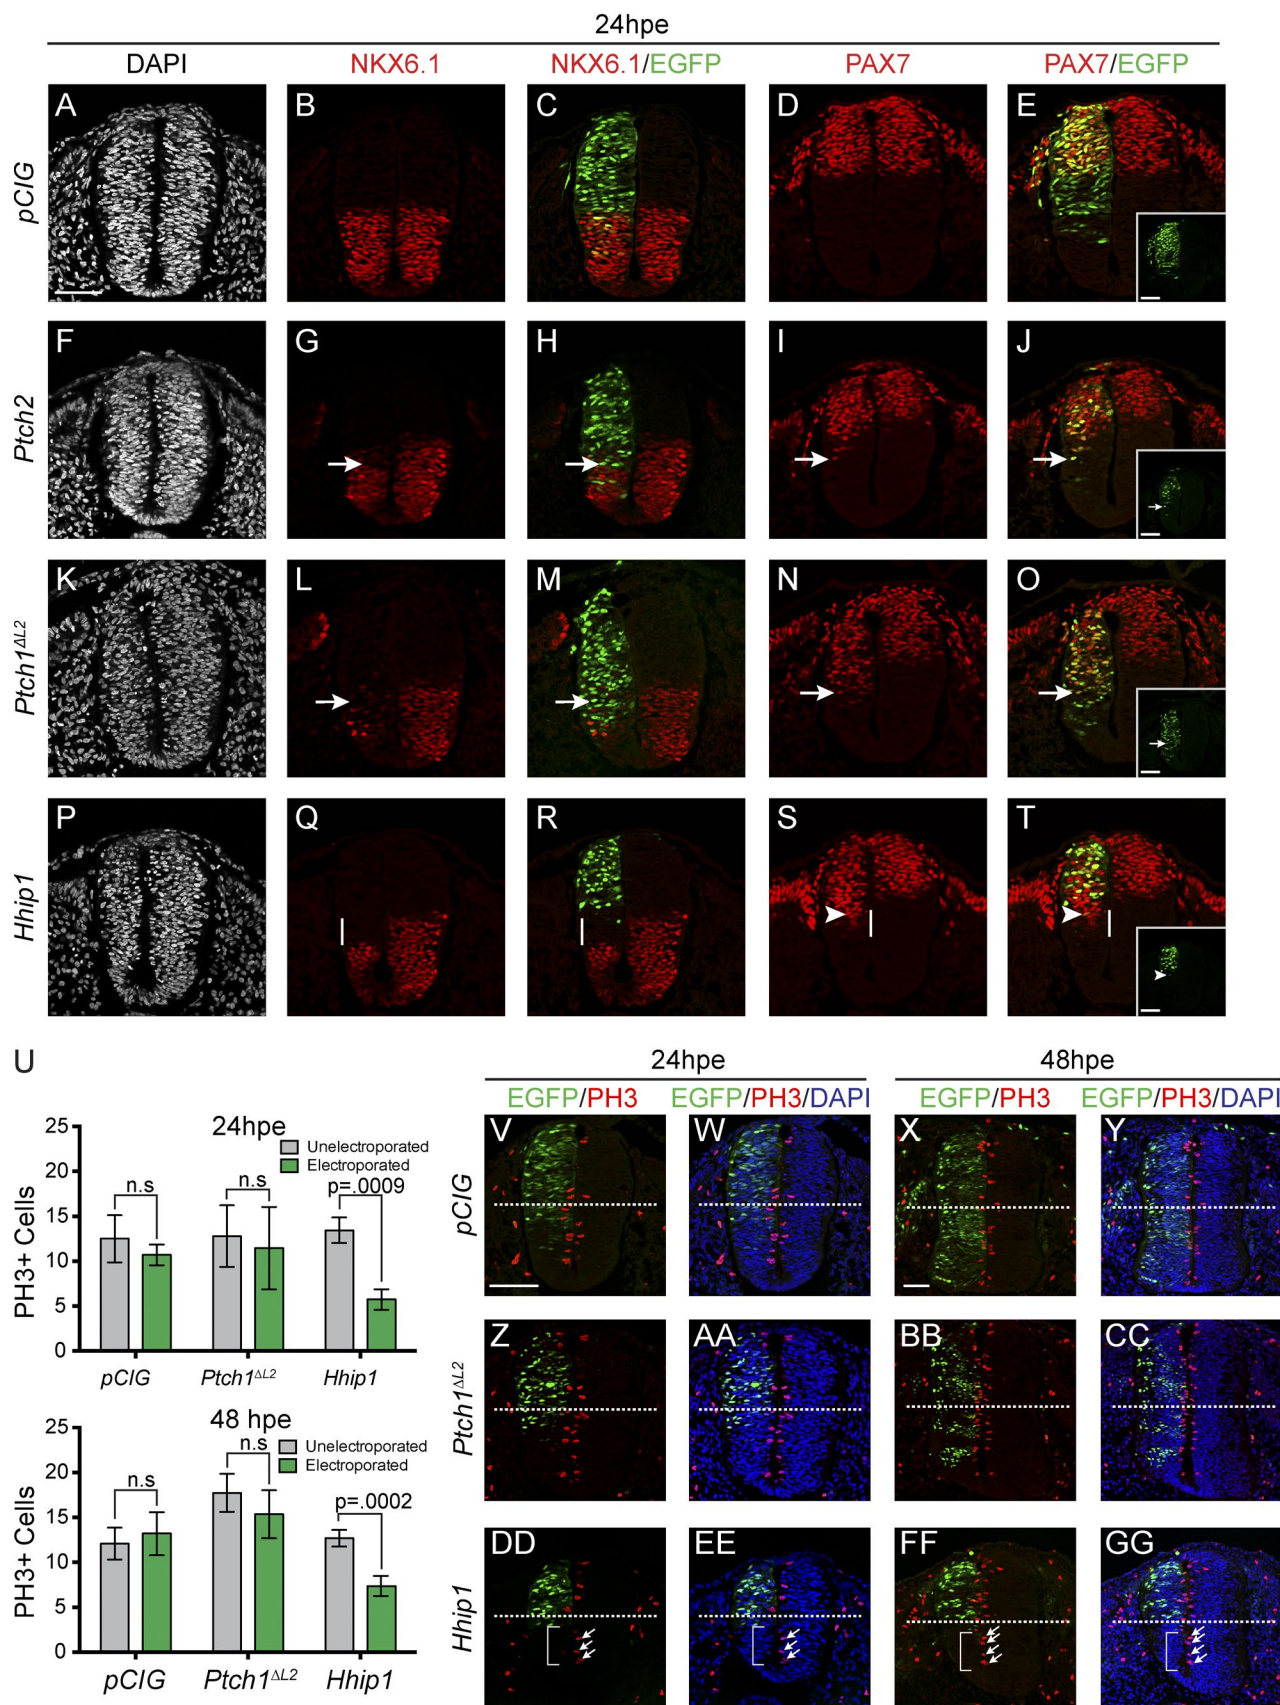 24hpe
DAPI NKX6.1 NKX6.1/EGFP PAX7 PAX7/EGFP
pCIG A B C D E
Ptch2 F G H I J
Ptch1ΔL2 K L M N O
Hhip1 P Q R S T
U
24hpe
PH3+ Cells
25
20
15
10
5
0
Unelectroporated
Electroporated
n.s n.s p=.0009
pCIG Ptch1ΔL2 Hhip1
48 hpe
PH3+ Cells
25
20
15
10
5
0
Unelectroporated
Electroporated
n.s n.s p=.0002
pCIG Ptch1ΔL2 Hhip1
24hpe 48hpe
EGFP/PH3 EGFP/PH3/DAPI EGFP/PH3 EGFP/PH3/DAPI
pCIG V W X Y
Ptch1ΔL2 Z AA BB CC
Hhip1 DD EE FF GG